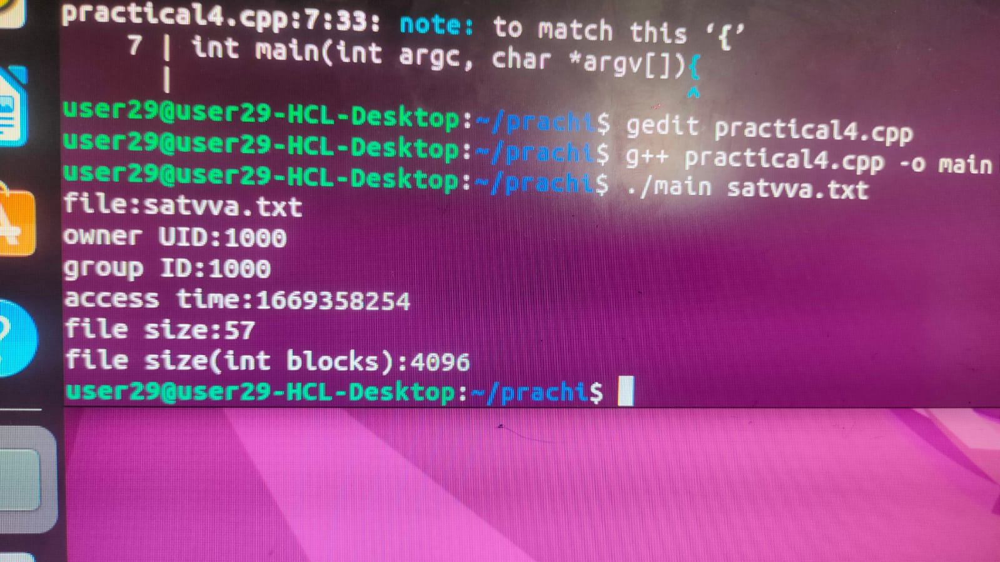 practical4.cpp:7:33: note: to match this ‘{’
7 | int main(int argc, char *argv[]){
| ^
user29@user29-HCL-Desktop:~/prachi$ gedit practical4.cpp
user29@user29-HCL-Desktop:~/prachi$ g++ practical4.cpp -o main
user29@user29-HCL-Desktop:~/prachi$ ./main satvva.txt
file:satvva.txt
owner UID:1000
group ID:1000
access time:1669358254
file size:57
file size(int blocks):4096
user29@user29-HCL-Desktop:~/prachi$